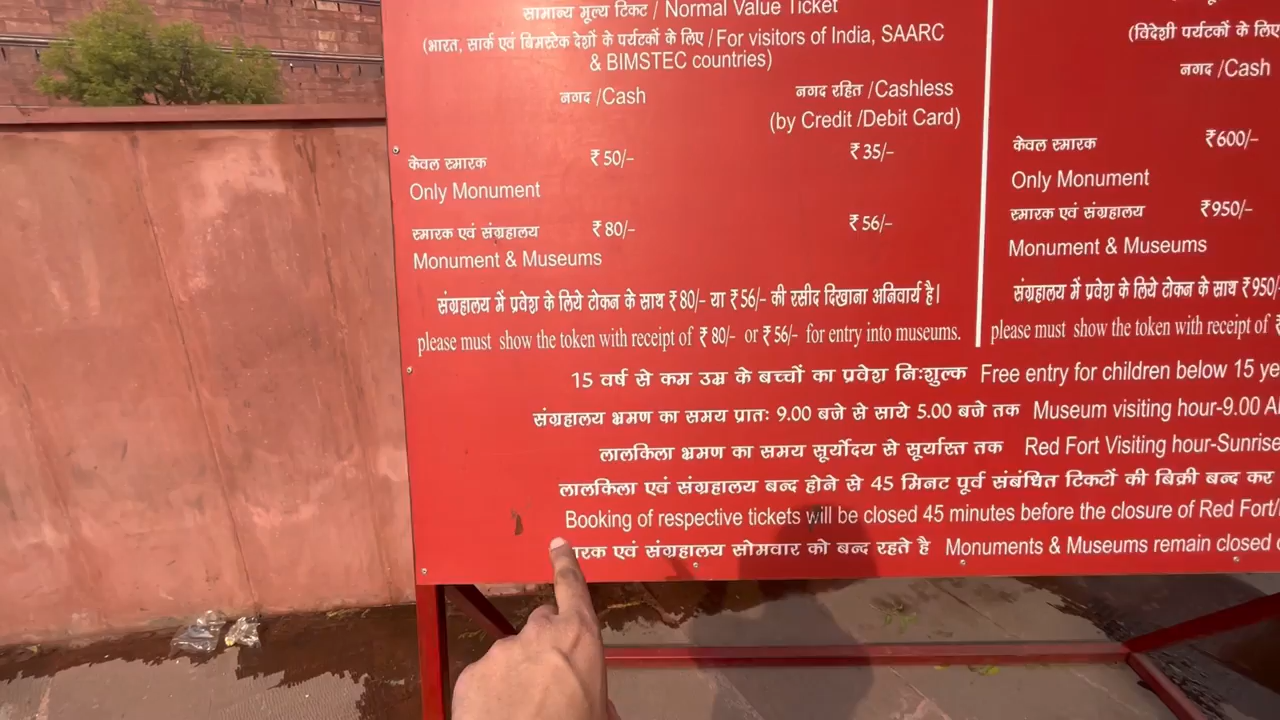 सामान्य मूल्य टिकट / Normal Value Ticket
(भारत, सार्क एवं बिमस्टेक देशों के पर्यटकों के लिए / For visitors of India, SAARC
& BIMSTEC countries)
नगद /Cash
नगद रहित /Cashless
(by Credit /Debit Card)
केवल स्मारक ₹50/- ₹35/-
Only Monument
स्मारक एवं संग्रहालय ₹80/- ₹56/-
Monument & Museums
संग्रहालय में प्रवेश के लिये टोकन के साथ ₹80/- या ₹56/- की रसीद दिखाना अनिवार्य है।
please must show the token with receipt of ₹80/- or ₹56/- for entry into museums.
(विदेशी पर्यटकों के लिए
नगद /Cash
केवल स्मारक ₹600/-
Only Monument
स्मारक एवं संग्रहालय ₹950/-
Monument & Museums
संग्रहालय में प्रवेश के लिये टोकन के साथ ₹950/-
please must show the token with receipt of
15 वर्ष से कम उम्र के बच्चों का प्रवेश निःशुल्क Free entry for children below 15
संग्रहालय भ्रमण का समय प्रातः 9.00 बजे से साये 5.00 बजे तक Museum visiting hour-9.00
लालकिला भ्रमण का समय सूर्योदय से सूर्यास्त तक Red Fort Visiting hour-Sunrise
लालकिला एवं संग्रहालय बन्द होने से 45 मिनट पूर्व संबंधित टिकटों की बिक्री बन्द कर
Booking of respective tickets will be closed 45 minutes before the closure of Red Fort/
एवं संग्रहालय सोमवार को बन्द रहते है Monuments & Museums remain closed